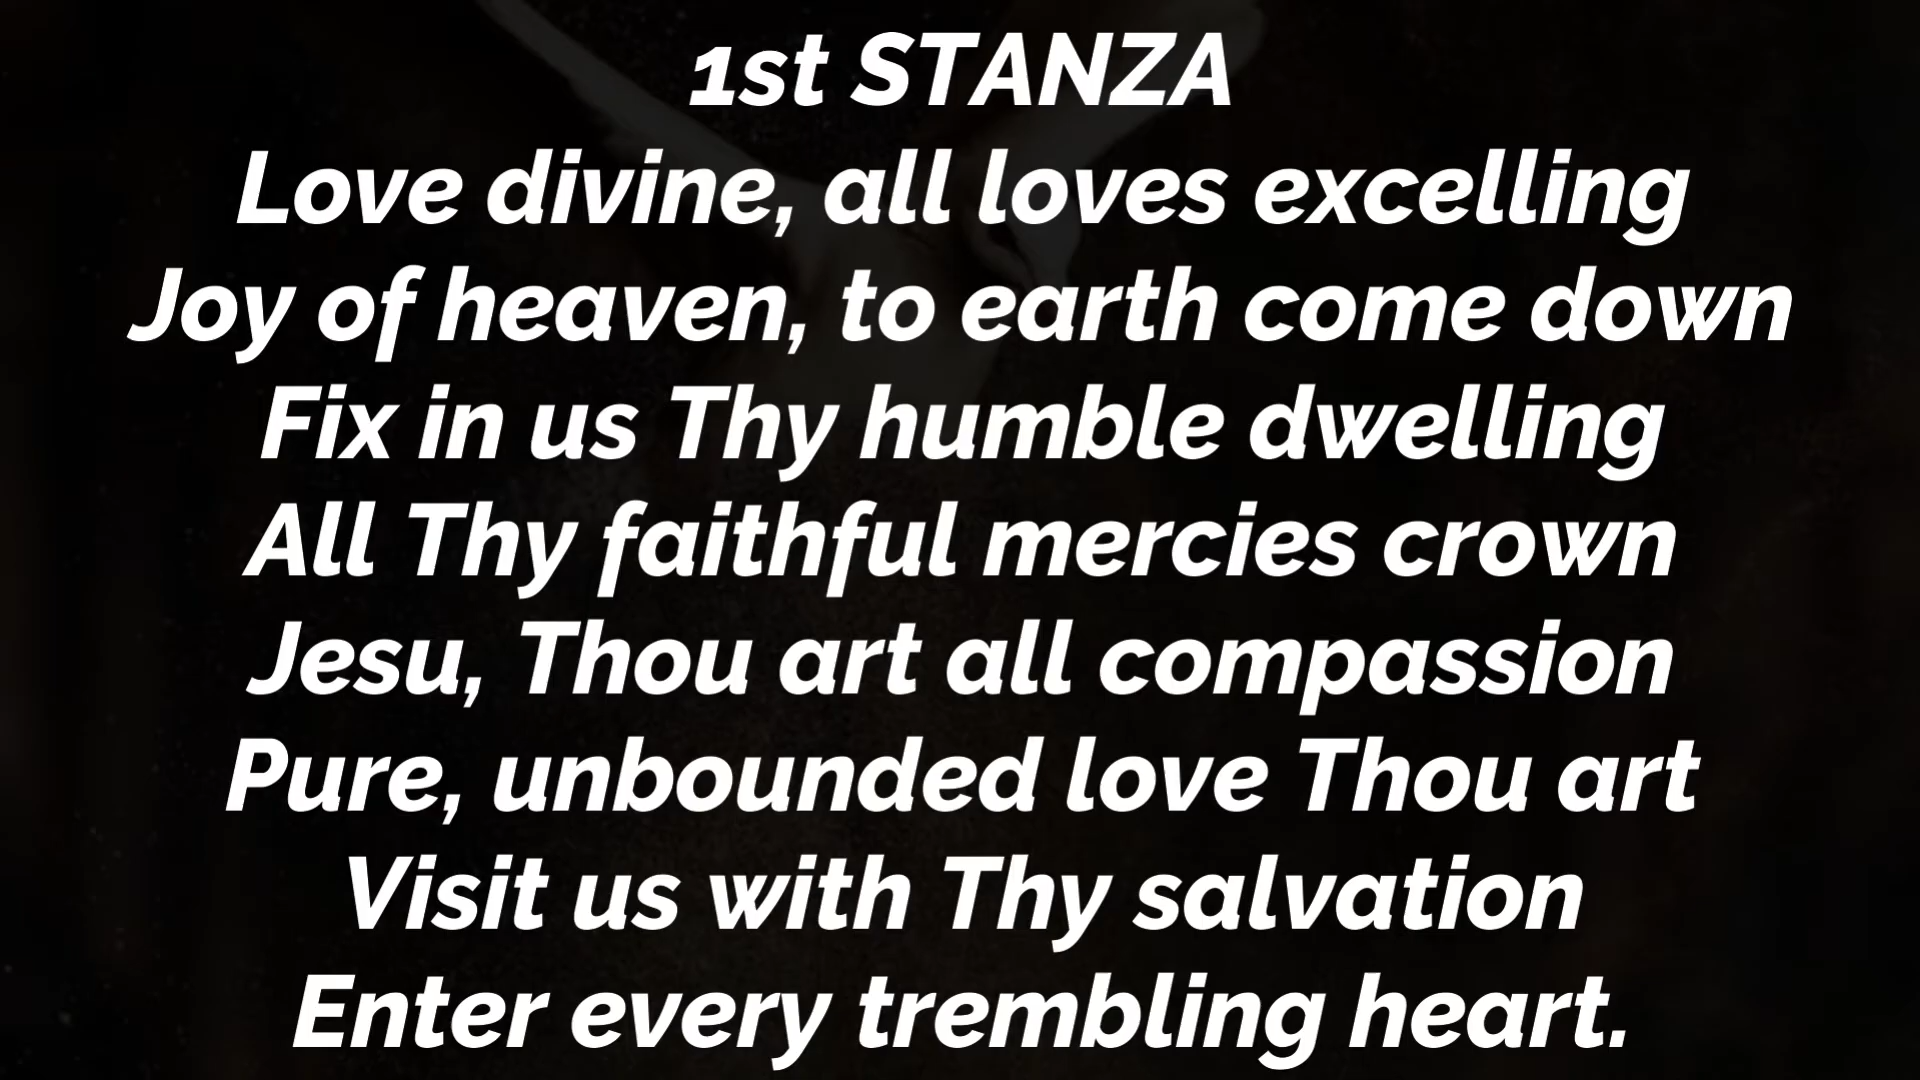 1st STANZA
Love divine, all loves excelling
Joy of heaven, to earth come down
Fix in us Thy humble dwelling
All Thy faithful mercies crown
Jesu, Thou art all compassion
Pure, unbounded love Thou art
Visit us with Thy salvation
Enter every trembling heart.